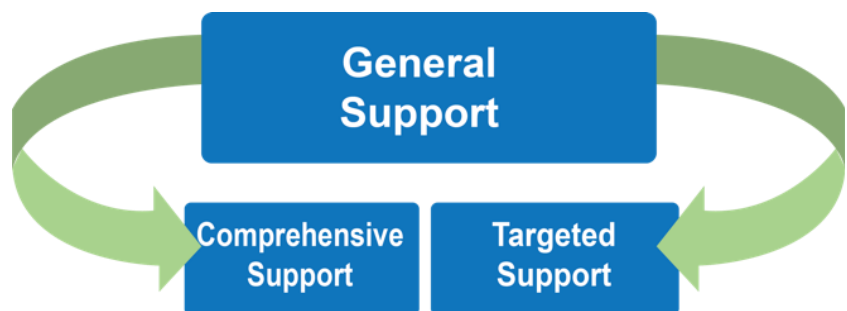 General
Support
Comprehensive
Support
Targeted
Support